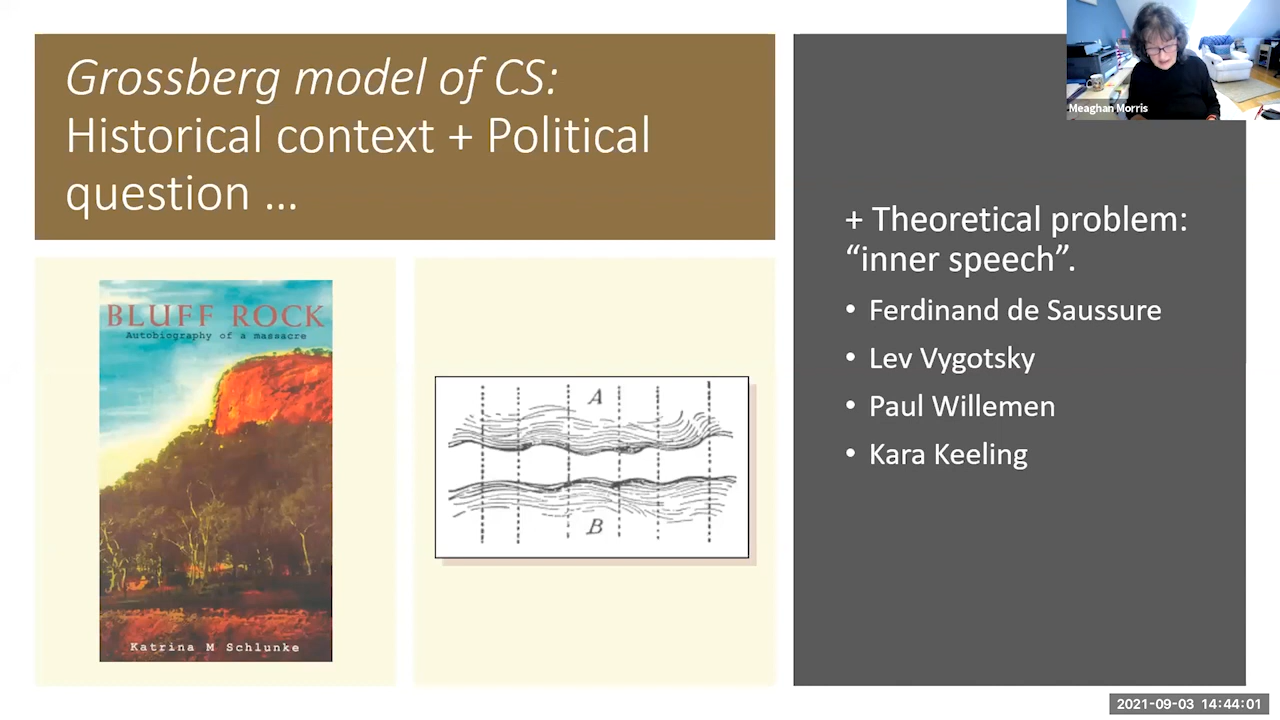 Grossberg model of CS:
Historical context + Political
question ...
+ Theoretical problem:
“inner speech”.
• Ferdinand de Saussure
• Lev Vygotsky
• Paul Willemen
• Kara Keeling
BLUFF ROCK
Autobiography of a massacre
Katrina M Schlunke
A
B
Meaghan Morris
2021-09-03 14:44:01